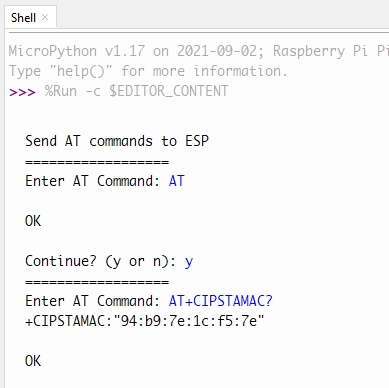 Shell ×
MicroPython v1.17 on 2021-09-02; Raspberry Pi Pi
Type "help()" for more information.
>>> %Run -c $EDITOR_CONTENT
Send AT commands to ESP
==================
Enter AT Command: AT
OK
Continue? (y or n): y
==================
Enter AT Command: AT+CIPSTAMAC?
+CIPSTAMAC:"94:b9:7e:1c:f5:7e"
OK